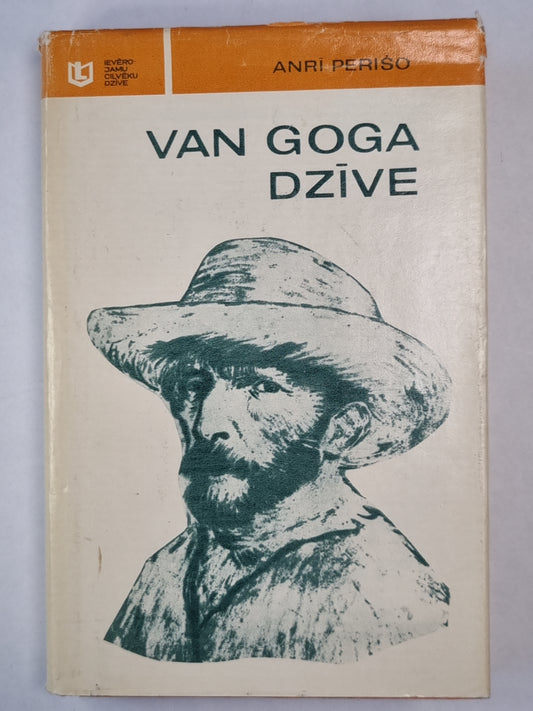 IEVĒRO-
JAMU
CILVĒKU
DZĪVE
ANRĪ PERIŠO
VAN GOGA
DZĪVE